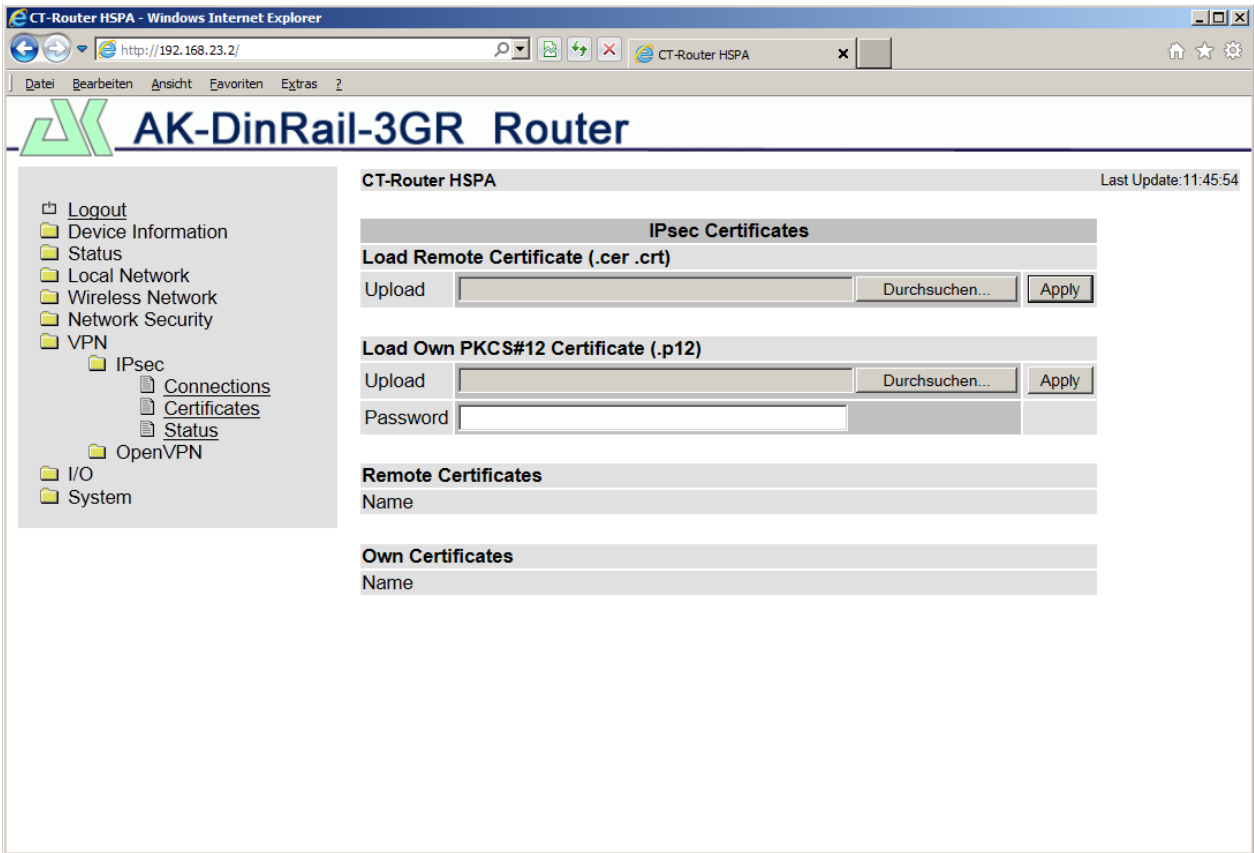 CT-Router HSPA - Windows Internet Explorer
http://192.168.23.2/
CT-Router HSPA
Datei Bearbeiten Ansicht Favoriten Extras ?
AK-DinRail-3GR Router
CT-Router HSPA Last Update:11:45:54
Logout
Device Information
Status
Local Network
Wireless Network
Network Security
VPN
IPsec
Connections
Certificates
Status
OpenVPN
I/O
System
IPsec Certificates
Load Remote Certificate (.cer .crt)
Upload Durchsuchen... Apply
Load Own PKCS#12 Certificate (.p12)
Upload Durchsuchen... Apply
Password
Remote Certificates
Name
Own Certificates
Name